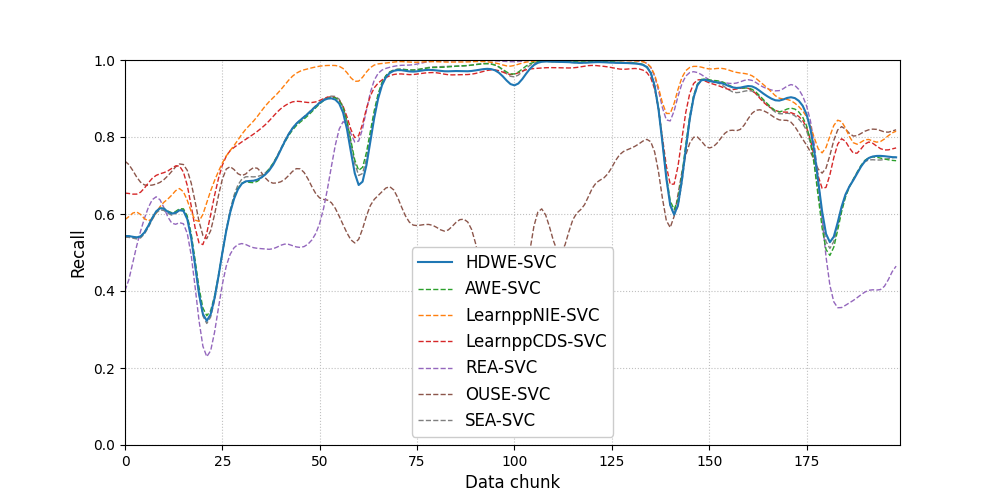 1.0
0.8
0.6
0.4
0.2
0.0
Recall
HDWE-SVC
AWE-SVC
LearnppNIE-SVC
LearnppCDS-SVC
REA-SVC
OUSE-SVC
SEA-SVC
0 25 50 75 100 125 150 175
Data chunk